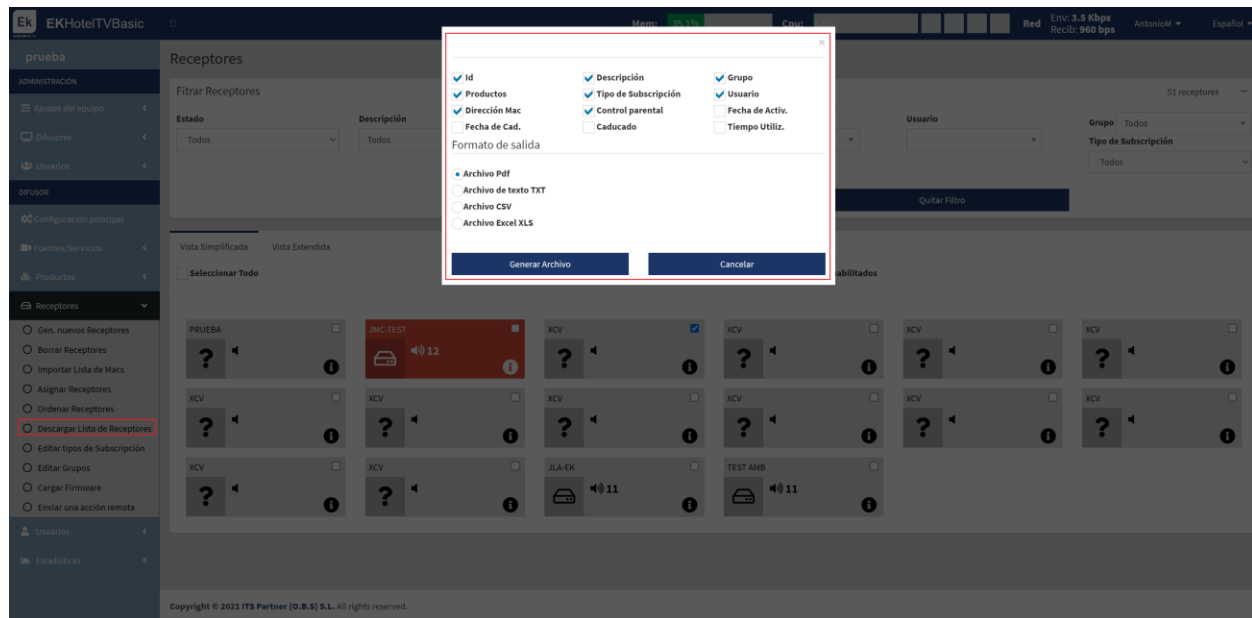 Ek EKHotelTVBasic
Mem: 35.1% Cpu:
Red
Env: 3.5 Kbps
Recib: 960 bps
AntonioM
Español
prueba
ADMINISTRACIÓN
Ajustes del equipo
Difusores
Usuarios
DIFUSOR
Configuración principal
Fuentes/Servicios
Productos
Receptores
Gen. nuevos Receptores
Borrar Receptores
Importar Lista de Macs
Asignar Receptores
Ordenar Receptores
Descargar Lista de Receptores
Editar tipos de Subscripción
Editar Grupos
Cargar Firmware
Enviar una acción remota
Usuarios
Estadísticas
Receptores
Fitrar Receptores
51 receptores
Estado
Todos
Descripción
Todos
Usuario
Grupo Todos
Tipo de Subscripción
Todos
Quitar Filtro
×
Id Descripción Grupo
Productos Tipo de Subscripción Usuario
Dirección Mac Control parental Fecha de Activ.
Fecha de Cad. Caducado Tiempo Utiliz.
Formato de salida
Archivo Pdf
Archivo de texto TXT
Archivo CSV
Archivo Excel XLS
Generar Archivo Cancelar
Vista Simplificada Vista Extendida
Seleccionar Todo
abilitados
PRUEBA JMC-TEST XCV XCV XCV XCV
? 12 ? ? ? ?
XCV XCV XCV XCV XCV XCV
? ? ? ? ? ?
XCV XCV JLA-EK TEST AMB
? ? 11 11
Copyright © 2021 ITS Partner (O.B.S) S.L. All rights reserved.